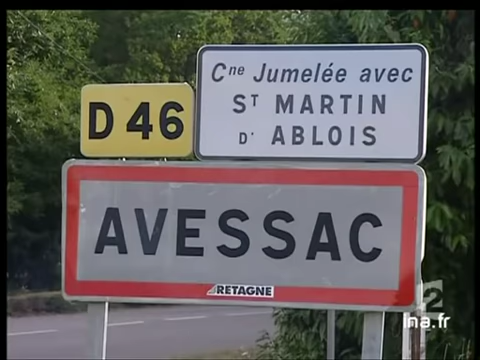 Cne Jumelée avec
D 46
ST MARTIN
D' ABLOIS
AVESSAC
RETAGNE
2
ina.fr